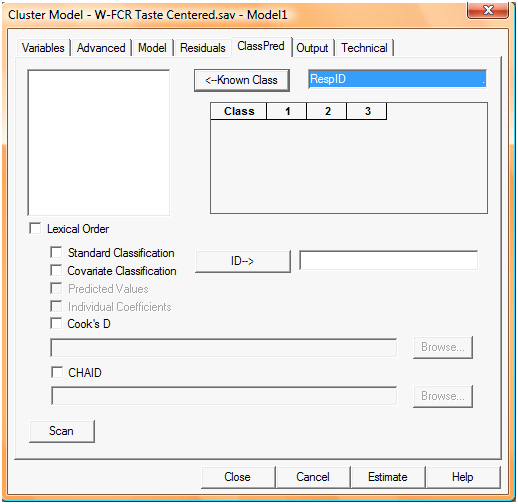 Cluster Model - W-FCR Taste Centered.sav - Model1
Variables Advanced Model Residuals ClassPred Output Technical
<--Known Class RespID .
Class 1 2 3
Lexical Order
Standard Classification
ID-->
Covariate Classification
Predicted Values
Individual Coefficients
Cook's D
Browse...
CHAID
Browse...
Scan
Close Cancel Estimate Help